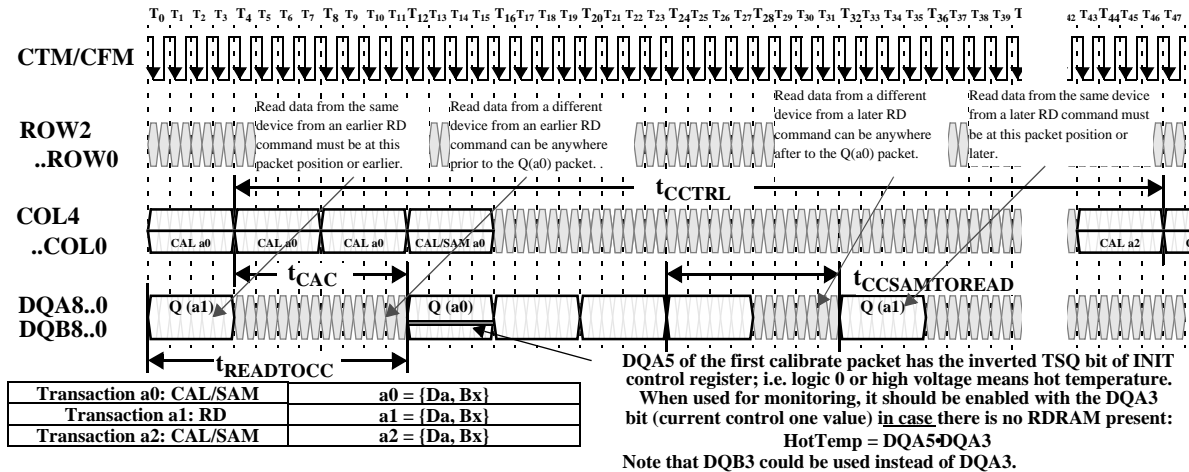 T0 T1 T2 T3 T4 T5 T6 T7 T8 T9 T10 T11 T12 T13 T14 T15 T16 T17 T18 T19 T20 T21 T22 T23 T24 T25 T26 T27 T28 T29 T30 T31 T32 T33 T34 T35 T36 T37 T38 T39 42 T43 T44 T45 T46 T47
CTM/CFM
Read data from the same
device from an earlier RD
command must be at this
packet position or earlier.
Read data from a different
device from an earlier RD
command can be anywhere
prior to the Q(a0) packet. .
Read data from a different
device from a later RD
command can be anywhere
after to the Q(a0) packet.
Read data from the same device
from a later RD command must
be at this packet position or
later.
ROW2
..ROW0
tCCTRL
COL4
..COL0
CAL a0 CAL a0 CAL a0 CAL/SAM a0 CAL a2
tCAC tCCSAMTOREAD
DQA8..0
DQB8..0
Q (a1) Q (a0) Q (a1)
tREADTOCC
DQA5 of the first calibrate packet has the inverted TSQ bit of INIT
control register; i.e. logic 0 or high voltage means hot temperature.
When used for monitoring, it should be enabled with the DQA3
bit (current control one value) in case there is no RDRAM present:
HotTemp = DQA5•DQA3
Note that DQB3 could be used instead of DQA3.
Transaction a0: CAL/SAM a0 = {Da, Bx}
Transaction a1: RD a1 = {Da, Bx}
Transaction a2: CAL/SAM a2 = {Da, Bx}